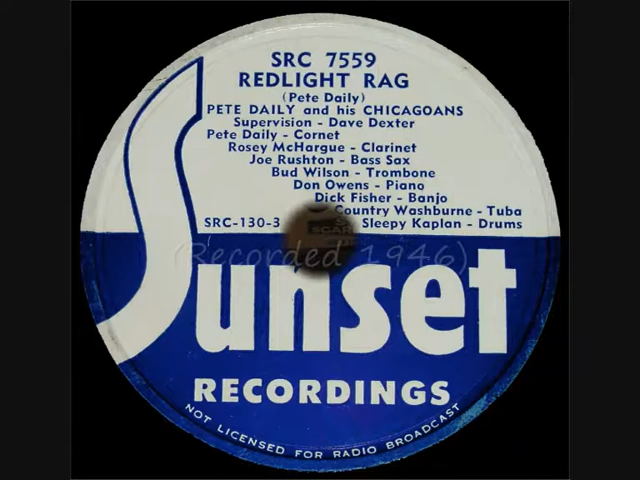 SRC 7559
REDLIGHT RAG
(Pete Daily)
PETE DAILY and his CHICAGOANS
Supervision - Dave Dexter
Pete Daily - Cornet
Rosey McHargue - Clarinet
Joe Rushton - Bass Sax
Bud Wilson - Trombone
Don Owens - Piano
Dick Fisher - Banjo
Country Washburne - Tuba
SRC-130-3 Sleepy Kaplan - Drums
(Recorded 1946)
Sunset
RECORDINGS
NOT LICENSED FOR RADIO BROADCAST